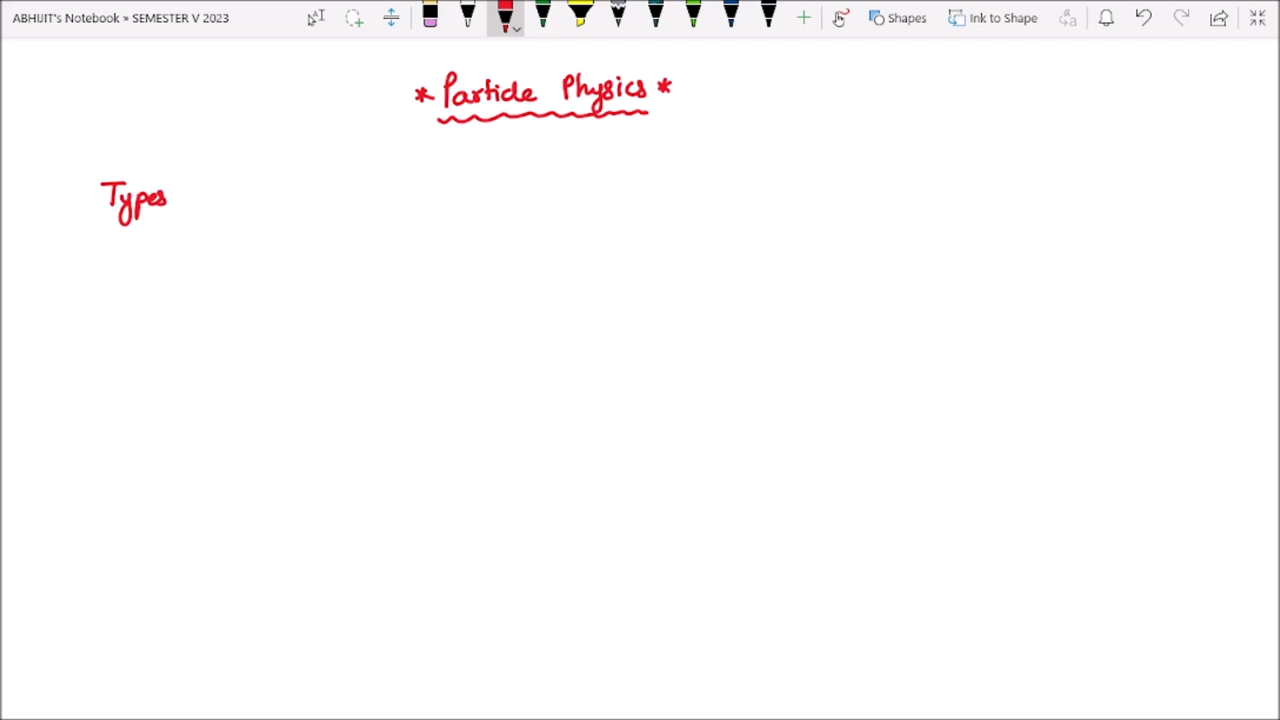 ABHIJIT's Notebook » SEMESTER V 2023
Shapes
Ink to Shape
* Particle Physics *
Types